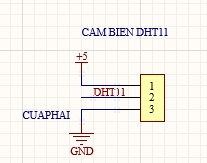 CAM BIEN DHT11
+5
1
DHT11
2
3
CUAPHAI
GND